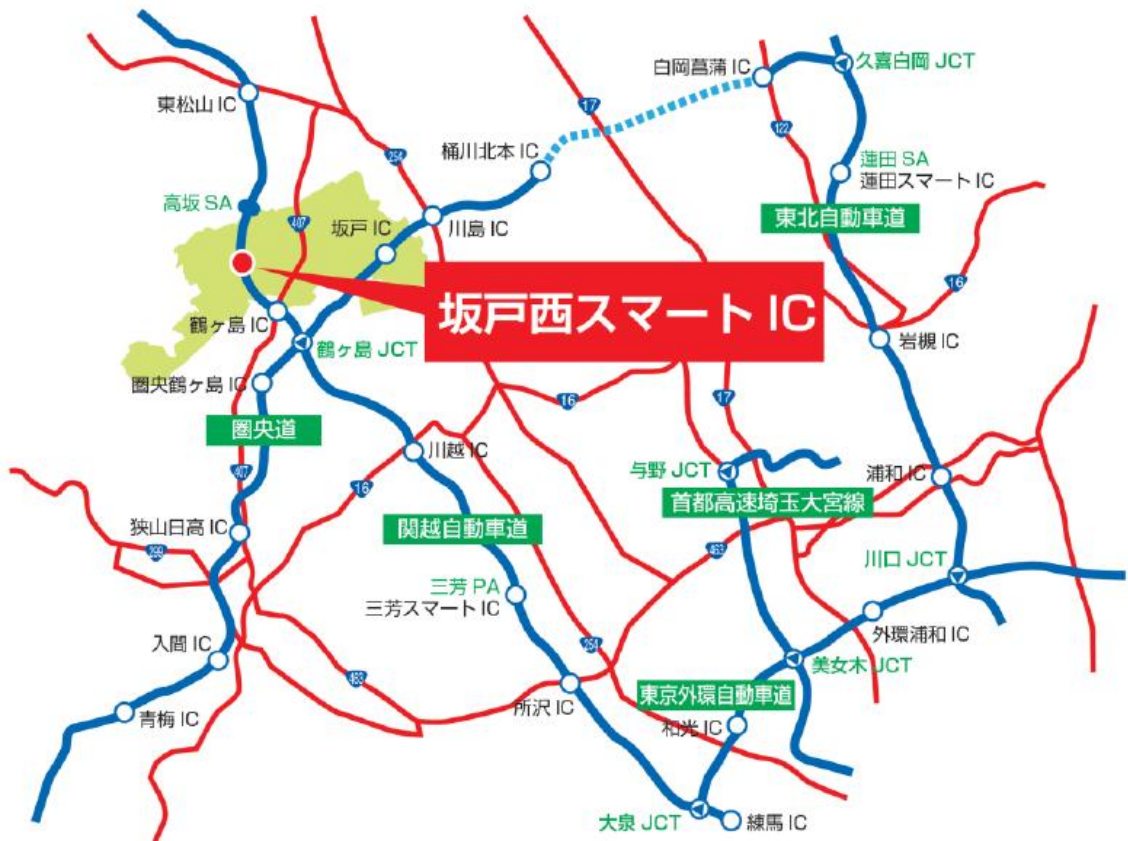 白岡菖蒲 IC
久喜白岡 JCT
東松山 IC
17
122
桶川北本 IC
254
蓮田 SA
蓮田スマート IC
高坂 SA
407
坂戸 IC
川島 IC
東北自動車道
16
坂戸西スマート IC
鶴ヶ島 IC
鶴ヶ島 JCT
岩槻 IC
圏央鶴ヶ島 IC
16
17
圏央道
川越 IC
407
与野 JCT
浦和 IC
16
首都高速埼玉大宮線
狭山日高 IC
関越自動車道
299
463
川口 JCT
三芳 PA
三芳スマート IC
外環浦和 IC
入間 IC
254
美女木 JCT
463
所沢 IC
東京外環自動車道
青梅 IC
和光 IC
大泉 JCT
練馬 IC